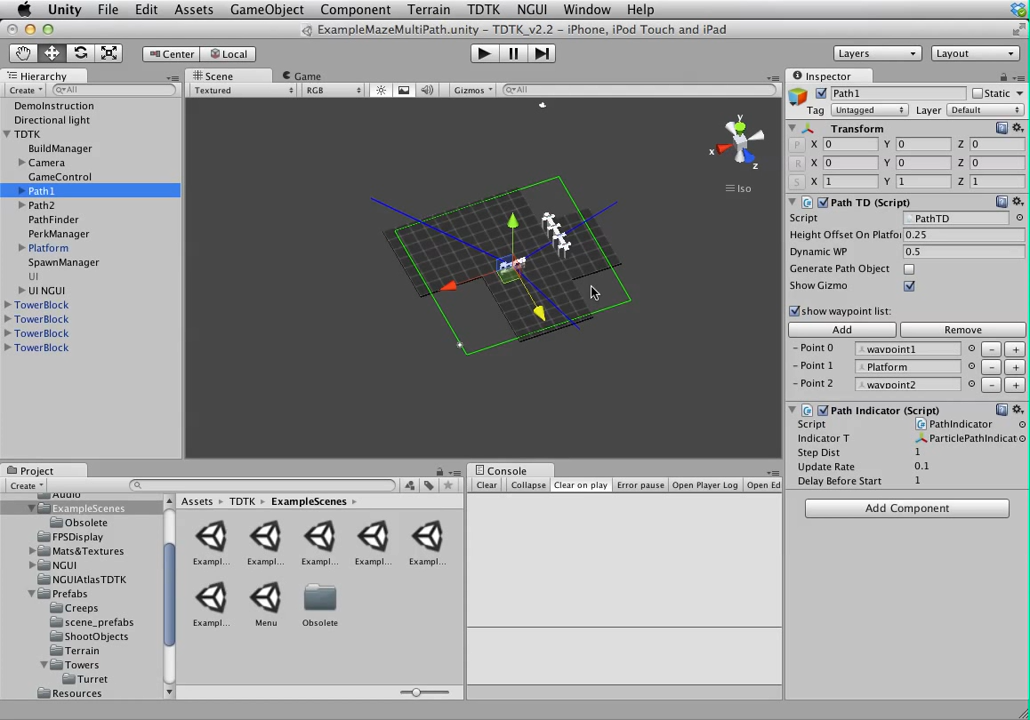 Unity File Edit Assets GameObject Component Terrain TDTK NGUI Window Help
ExampleMazeMultiPath.unity – TDTK_v2.2 – iPhone, iPod Touch and iPad
Center Local Layers Layout
Hierarchy
Create All
DemoInstruction
Directional light
TDTK
BuildManager
Camera
GameControl
Path1
Path2
PathFinder
PerkManager
Platform
SpawnManager
UI
UI NGUI
TowerBlock
TowerBlock
TowerBlock
TowerBlock
Scene Game
Textured RGB Gizmos All
y
x
z
Iso
Inspector
Path1 Static
Tag Untagged Layer Default
Transform
P X 0 Y 0 Z 0
R X 0 Y 0 Z 0
S X 1 Y 1 Z 1
Path TD (Script)
Script PathTD
Height Offset On Platfo 0.25
Dynamic WP 0.5
Generate Path Object
Show Gizmo
show waypoint list:
Add Remove
- Point 0 waypoint1 - +
- Point 1 Platform - +
- Point 2 waypoint2 - +
Path Indicator (Script)
Script PathIndicator
Indicator T ParticlePathIndicat
Step Dist 1
Update Rate 0.1
Delay Before Start 1
Add Component
Project
Create
Audio
ExampleScenes
Obsolete
FPSDisplay
Mats&Textures
NGUI
NGUIAtlasTDTK
Prefabs
Creeps
scene_prefabs
ShootObjects
Terrain
Towers
Turret
Resources
Assets TDTK ExampleScenes
Exampl... Exampl... Exampl... Exampl... Exampl...
Exampl... Menu Obsolete
Console
Clear Collapse Clear on play Error pause Open Player Log Open Ed